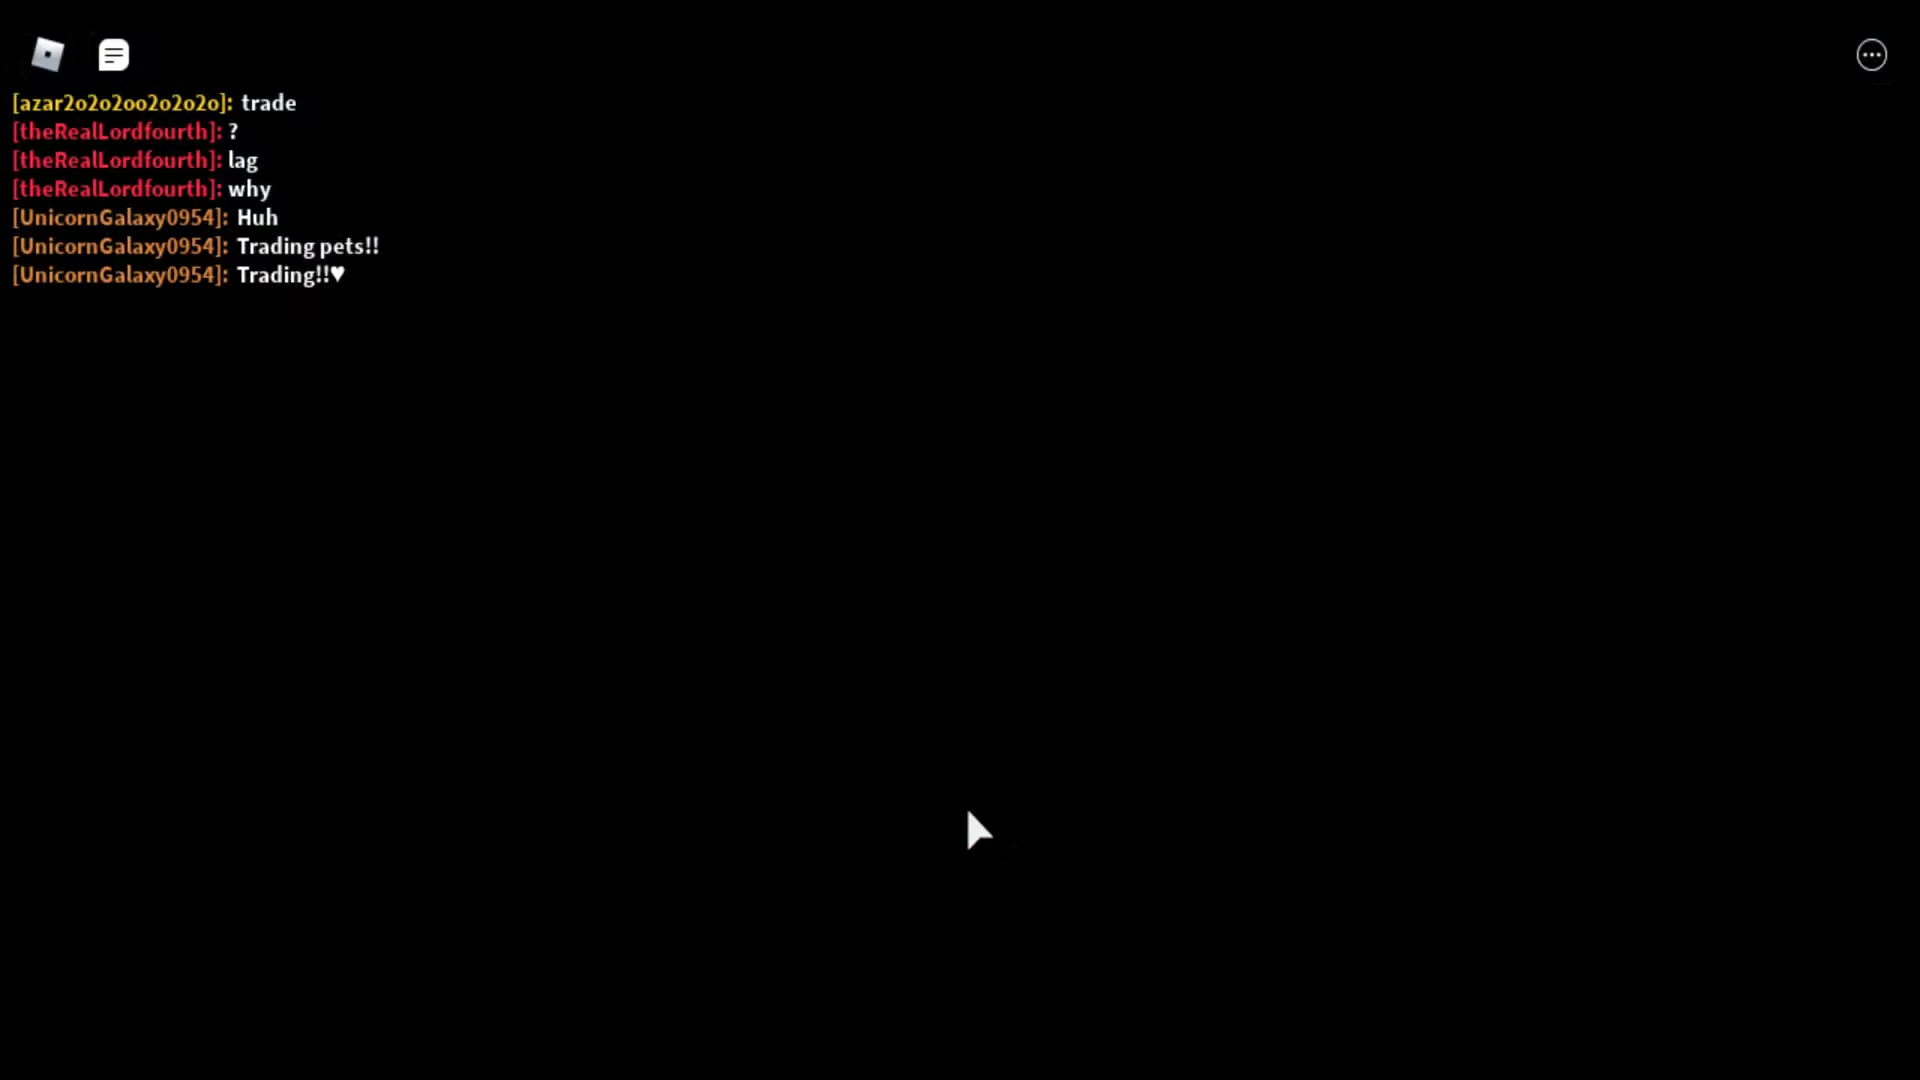 [azar2o2o2oo2o2o2o]: trade
[theRealLordfourth]: ?
[theRealLordfourth]: lag
[theRealLordfourth]: why
[UnicornGalaxy0954]: Huh
[UnicornGalaxy0954]: Trading pets!!
[UnicornGalaxy0954]: Trading!!♥